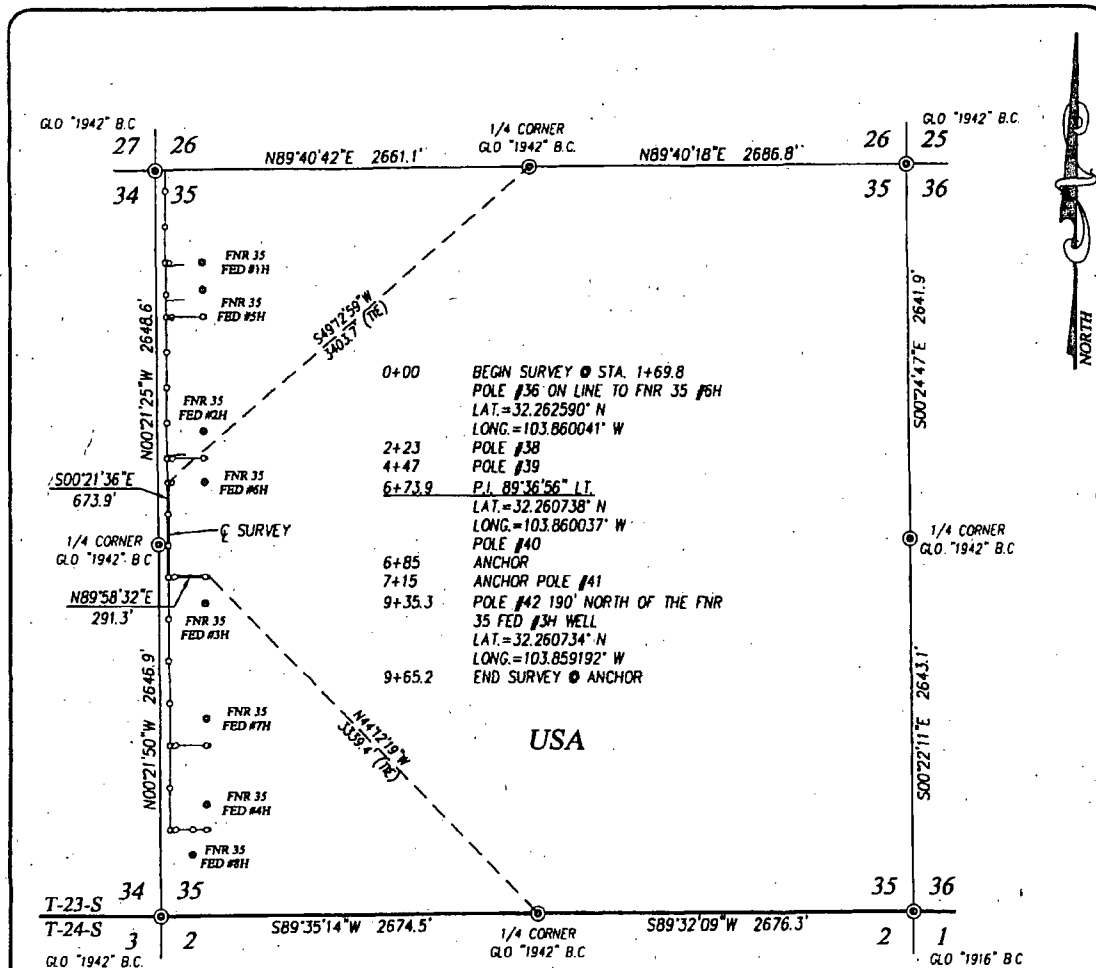 GLO "1942" B.C.
27 26
34 35
N89°40'42"E 2661.1'
1/4 CORNER
GLO "1942" B.C.
N89°40'18"E 2686.8'
GLO "1942" B.C.
26 25
35 36
NORTH
FNR 35
FED #1H
FNR 35
FED #5H
N00°21'25"W 2648.6'
S49°12'59"W
3403.7' (TIE)
S00°24'47"E 2641.9'
FNR 35
FED #2H
FNR 35
FED #6H
S00°21'36"E
673.9'
℄ SURVEY
1/4 CORNER
GLO "1942" B.C
N89°58'32"E
291.3'
FNR 35
FED #3H
0+00 BEGIN SURVEY @ STA. 1+69.8
POLE #36 ON LINE TO FNR 35 #6H
LAT.=32.262590° N
LONG.=103.860041° W
2+23 POLE #38
4+47 POLE #39
6+73.9 P.I. 89°36'56" LT.
LAT.=32.260738° N
LONG.=103.860037° W
POLE #40
6+85 ANCHOR
7+15 ANCHOR POLE #41
9+35.3 POLE #42 190' NORTH OF THE FNR
35 FED #3H WELL
LAT.=32.260734° N
LONG.=103.859192° W
9+65.2 END SURVEY @ ANCHOR
1/4 CORNER
GLO. "1942" B.C
N00°21'50"W 2646.9'
N44°12'19"W
3339.4' (TIE)
USA
S00°22'11"E 2643.1'
FNR 35
FED #7H
FNR 35
FED #4H
FNR 35
FED #8H
34 35
T-23-S
T-24-S
3 2
GLO "1942" B.C.
S89°35'14"W 2674.5'
1/4 CORNER
GLO "1942" B.C.
S89°32'09"W 2676.3'
35 36
2 1
GLO "1916" B.C